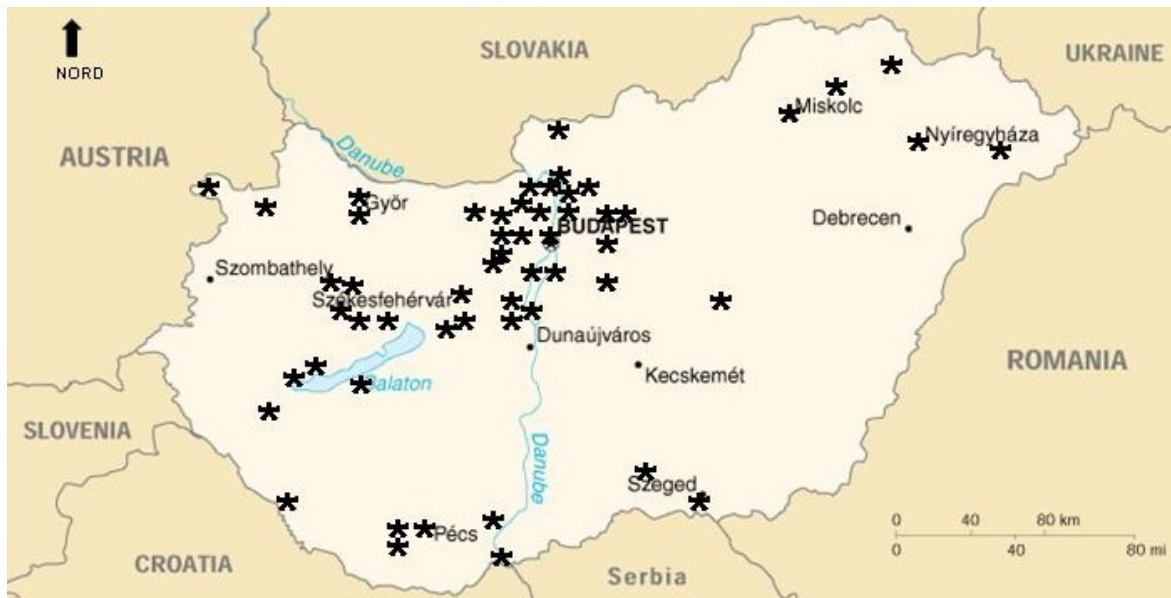 NORD
SLOVAKIA
UKRAINE
Miskolc
Nyíregyháza
Danube
AUSTRIA
Györ
BUDAPEST
Debrecen
Szombathely
Székesfehérvár
Dunaújváros
ROMANIA
Kecskemét
Balaton
SLOVENIA
Danube
Szeged
Pécs
0 40 80 km
0 40 80 mi
CROATIA
Serbia